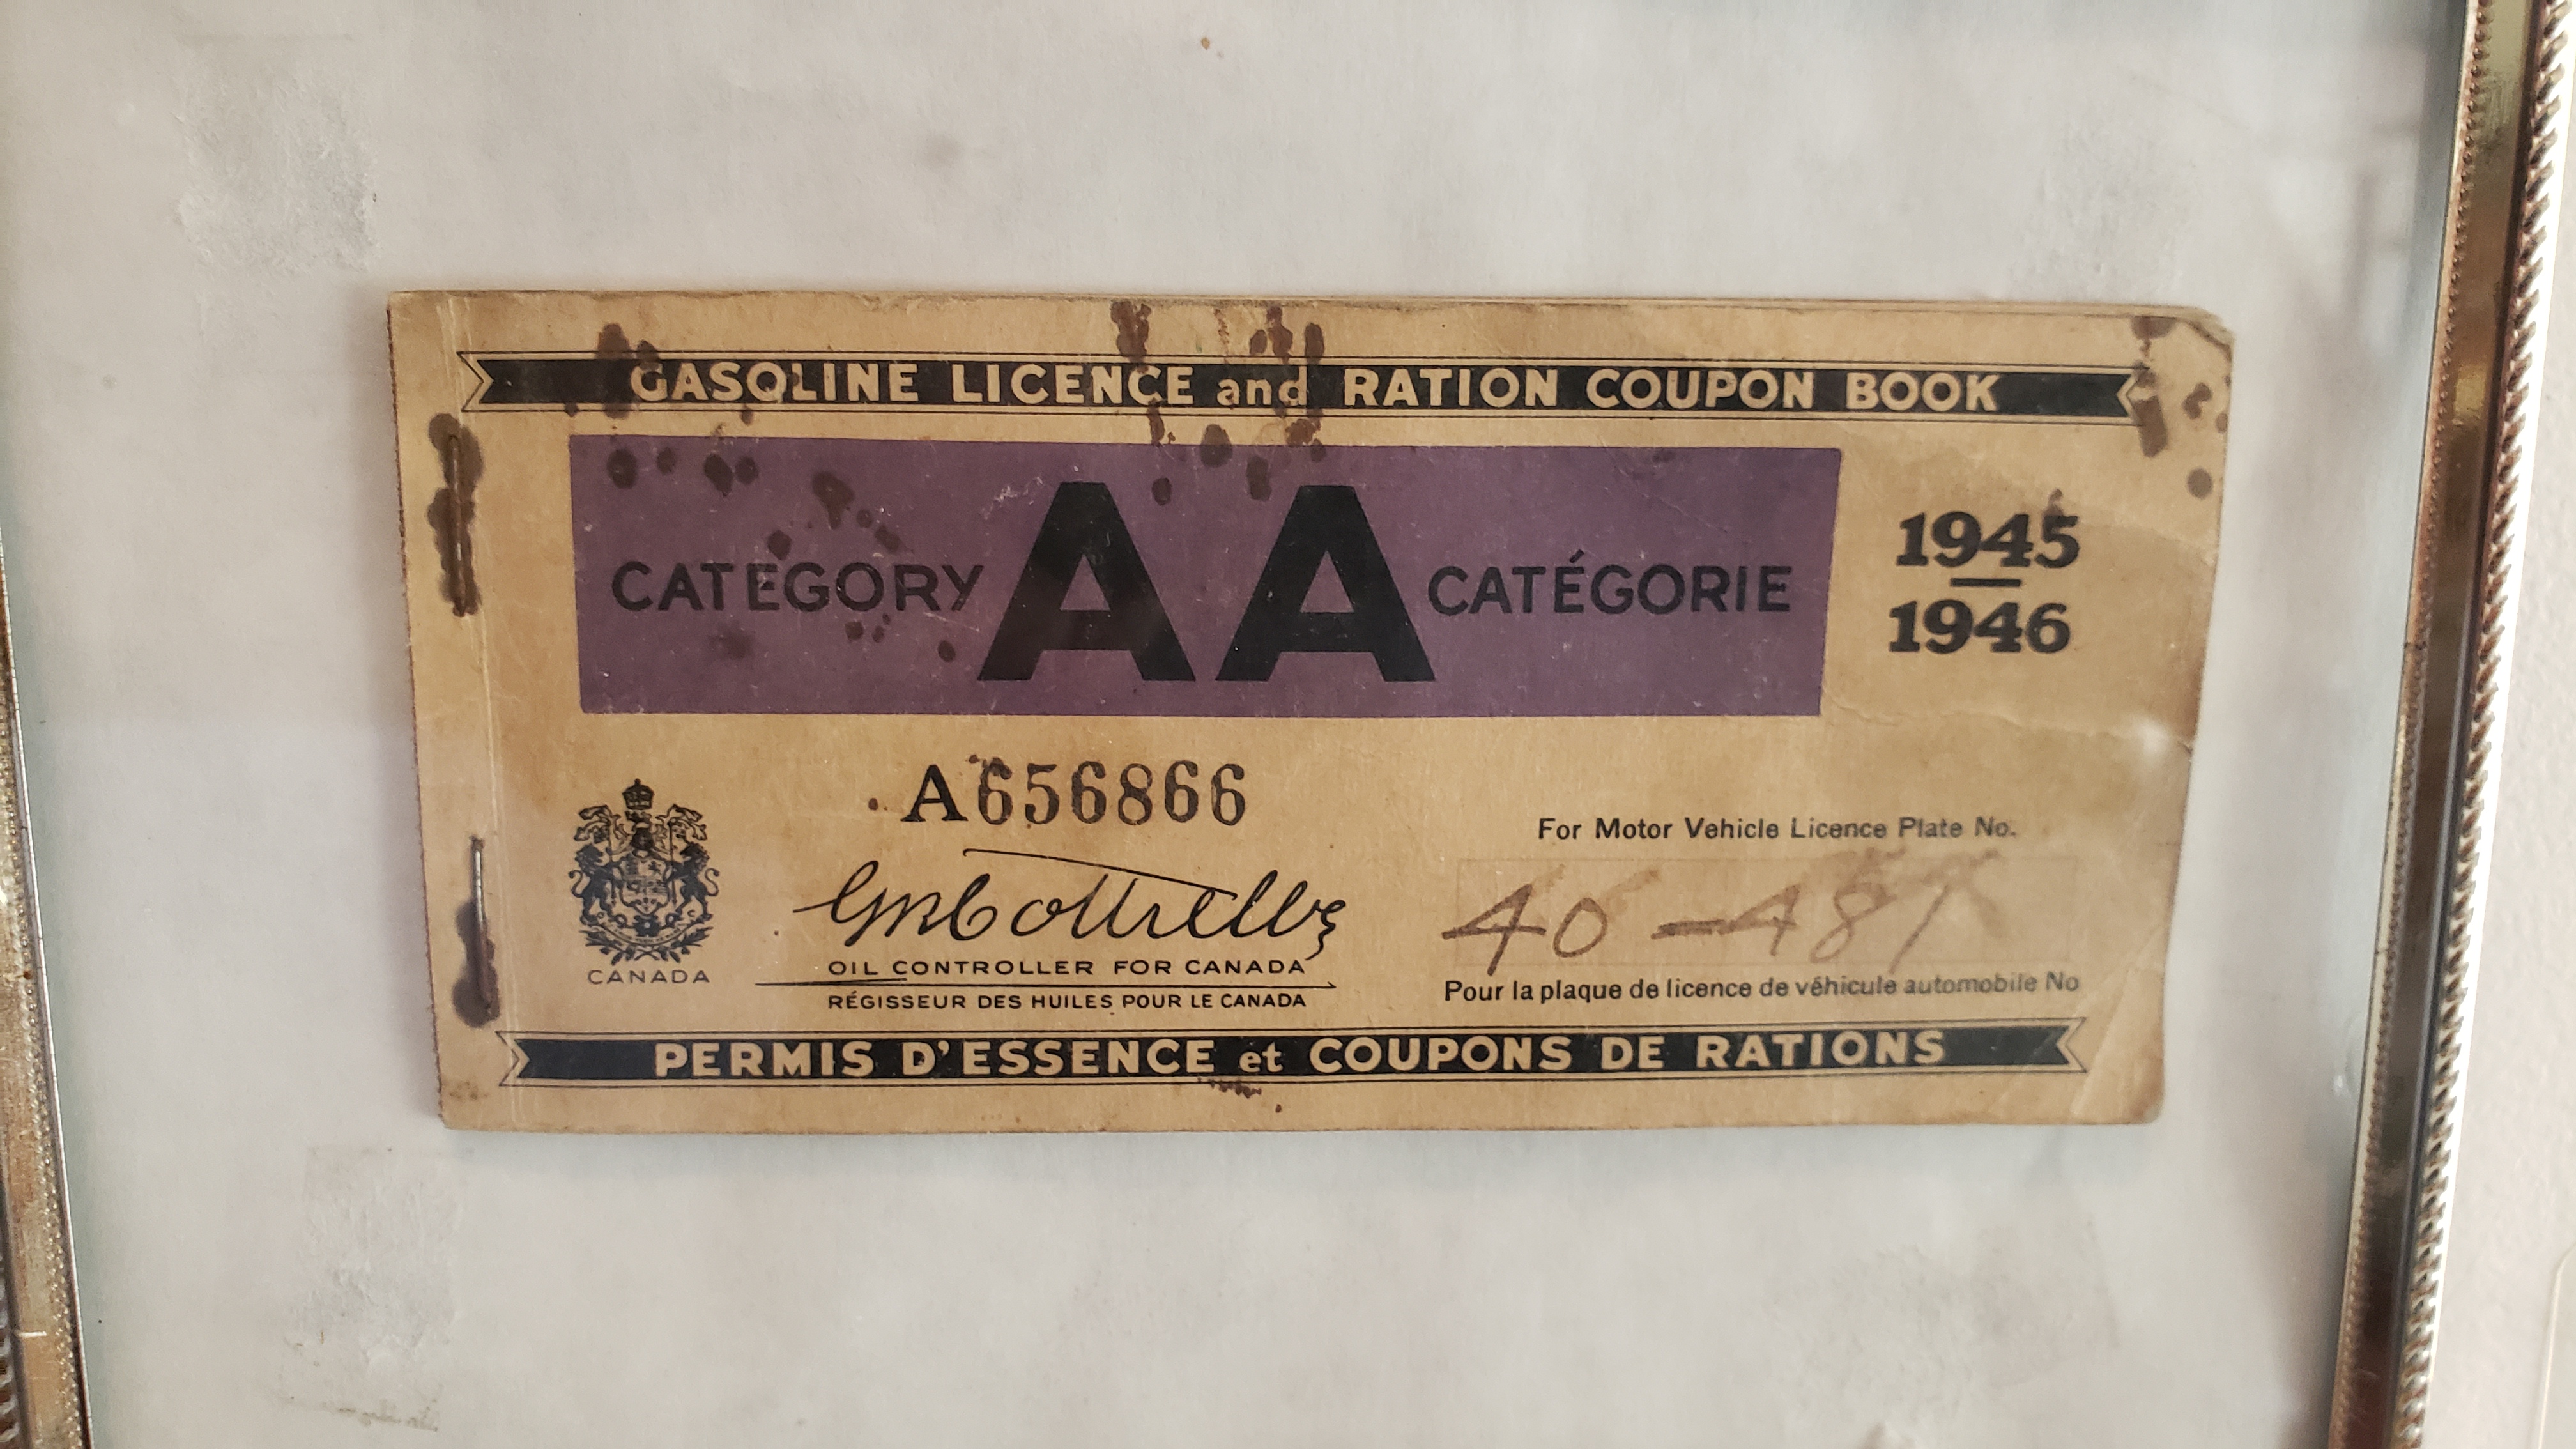 GASOLINE LICENCE and RATION COUPON BOOK
CATEGORY AA CATÉGORIE
1945
1946
A656866
For Motor Vehicle Licence Plate No.
40-481
CANADA
OIL CONTROLLER FOR CANADA
RÉGISSEUR DES HUILES POUR LE CANADA
Pour la plaque de licence de véhicule automobile No
PERMIS D'ESSENCE et COUPONS DE RATIONS